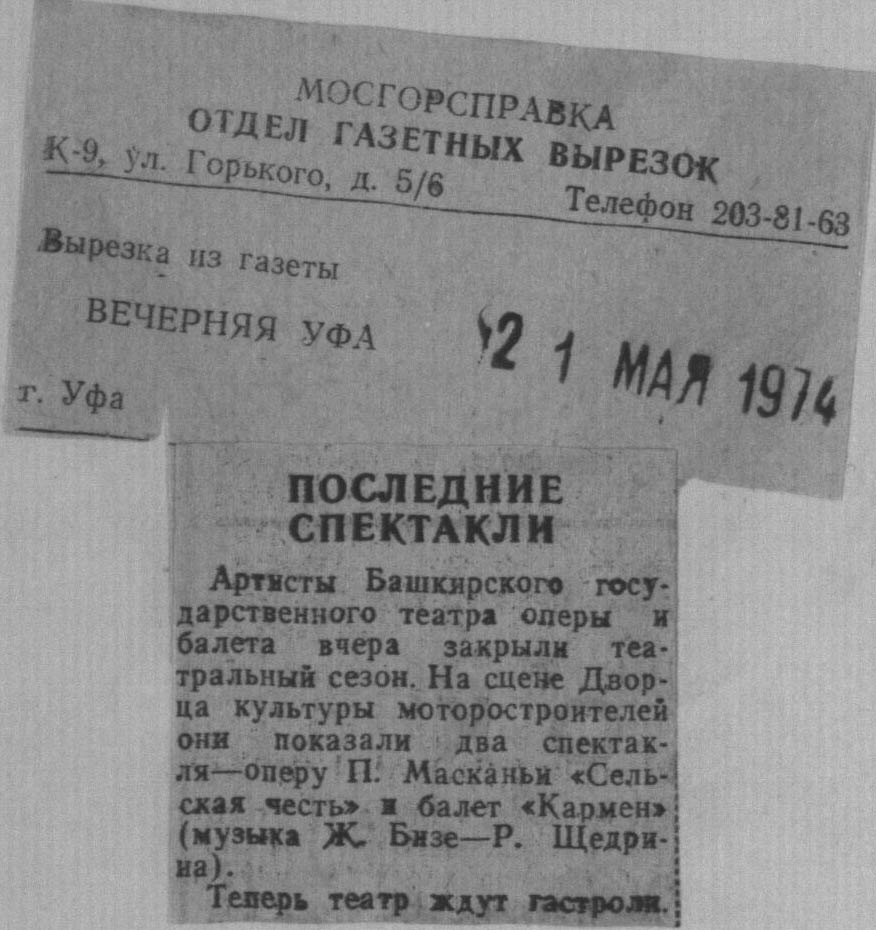 МОСГОРСПРАВКА
ОТДЕЛ ГАЗЕТНЫХ ВЫРЕЗОК
К-9, ул. Горького, д. 5/6 Телефон 203-81-63
Вырезка из газеты
ВЕЧЕРНЯЯ УФА
21 МАЯ 1974
г. Уфа
ПОСЛЕДНИЕ
СПЕКТАКЛИ
Артисты Башкирского госу-
дарственного театра оперы и
балета вчера закрыли теа-
тральный сезон. На сцене Двор-
ца культуры моторостроителей
они показали два спектак-
ля—оперу П. Масканьи «Сель-
ская честь» и балет «Кармен»
(музыка Ж. Бизе—Р. Щедри-
на).
Теперь театр ждут гастроли.